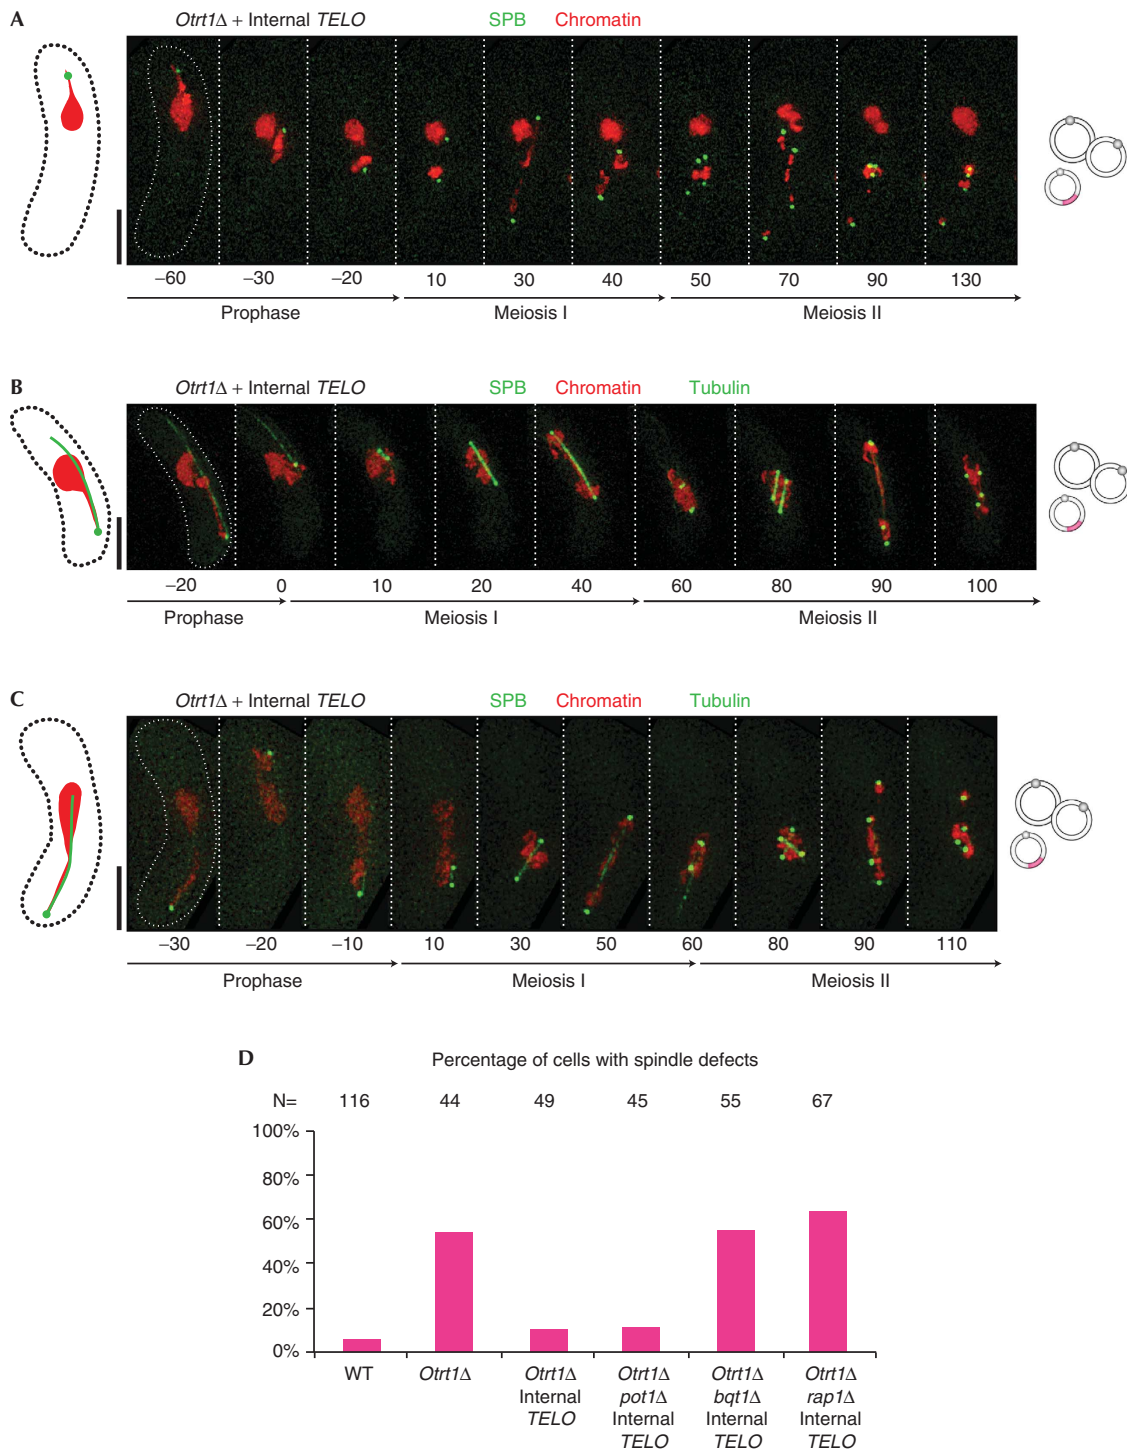 A
Otrt1Δ + Internal TELO SPB Chromatin
−60 −30 −20 10 30 40 50 70 90 130
Prophase Meiosis I Meiosis II
B
Otrt1Δ + Internal TELO SPB Chromatin Tubulin
−20 0 10 20 40 60 80 90 100
Prophase Meiosis I Meiosis II
C
Otrt1Δ + Internal TELO SPB Chromatin Tubulin
−30 −20 −10 10 30 50 60 80 90 110
Prophase Meiosis I Meiosis II
D
Percentage of cells with spindle defects
N= 116 44 49 45 55 67
100%
80%
60%
40%
20%
0%
WT Otrt1Δ Otrt1Δ Otrt1Δ Otrt1Δ Otrt1Δ
Internal pot1Δ bqt1Δ rap1Δ
TELO Internal Internal Internal
TELO TELO TELO